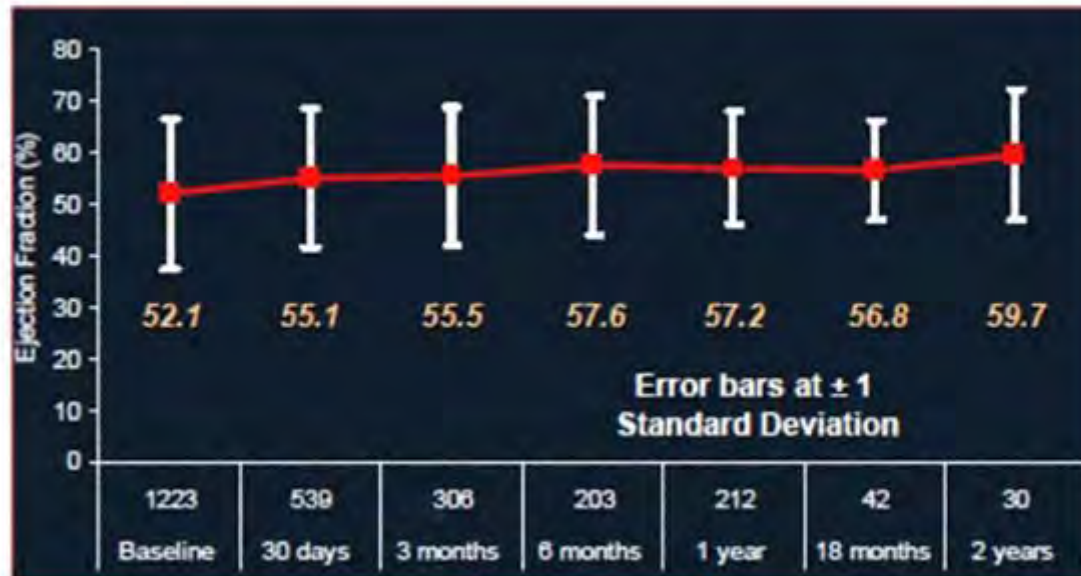 80
70
60
50
40
30
20
10
0
Ejection Fraction (%)
52.1 55.1 55.5 57.6 57.2 56.8 59.7
Error bars at ± 1
Standard Deviation
1223 539 306 203 212 42 30
Baseline 30 days 3 months 6 months 1 year 18 months 2 years